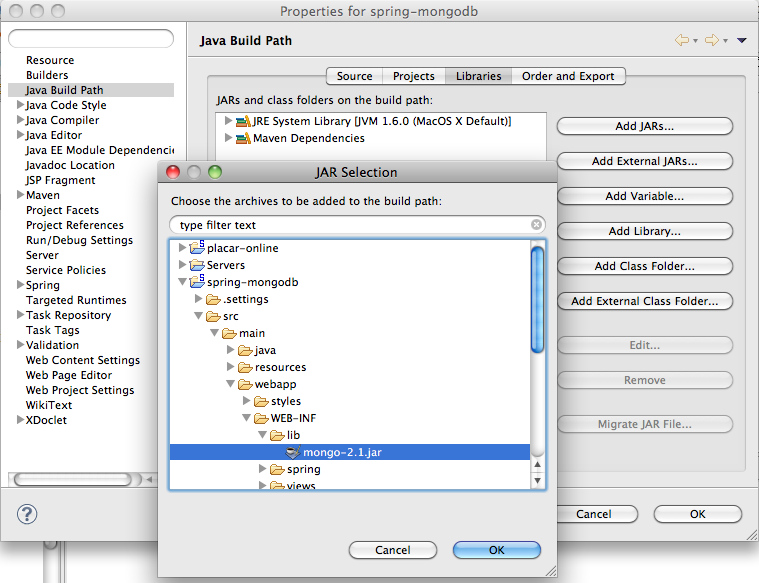 Properties for spring-mongodb
Resource
Builders
Java Build Path
Java Code Style
Java Compiler
Java Editor
Java EE Module Dependenci
Javadoc Location
JSP Fragment
Maven
Project Facets
Project References
Run/Debug Settings
Server
Service Policies
Spring
Targeted Runtimes
Task Repository
Task Tags
Validation
Web Content Settings
Web Page Editor
Web Project Settings
WikiText
XDoclet
Java Build Path
Source Projects Libraries Order and Export
JARs and class folders on the build path:
JRE System Library [JVM 1.6.0 (MacOS X Default)]
Maven Dependencies
Add JARs...
Add External JARs...
Add Variable...
Add Library...
Add Class Folder...
Add External Class Folder...
Edit...
Remove
Migrate JAR File...
JAR Selection
Choose the archives to be added to the build path:
type filter text
placar-online
Servers
spring-mongodb
.settings
src
main
java
resources
webapp
styles
WEB-INF
lib
mongo-2.1.jar
spring
views
Cancel OK
Cancel OK